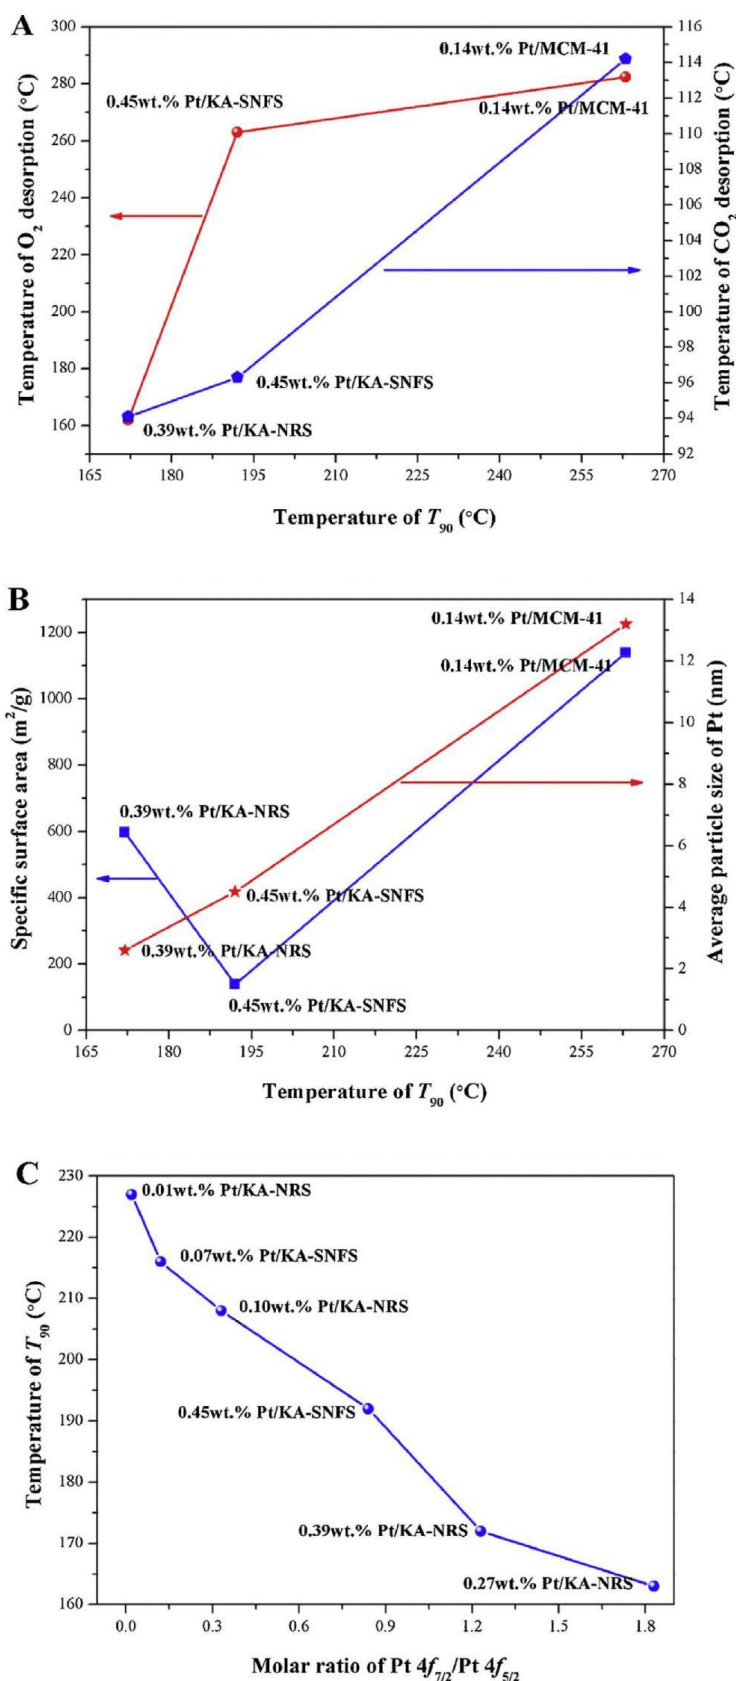 A
300
280
260
240
220
200
180
160
Temperature of O2 desorption (°C)
116
114
112
110
108
106
104
102
100
98
96
94
92
Temperature of CO2 desorption (°C)
0.14wt.% Pt/MCM-41
0.45wt.% Pt/KA-SNFS
0.14wt.% Pt/MCM-41
0.45wt.% Pt/KA-SNFS
0.39wt.% Pt/KA-NRS
165 180 195 210 225 240 255 270
Temperature of T90 (°C)
B
1200
1000
800
600
400
200
0
Specific surface area (m2/g)
14
12
10
8
6
4
2
0
Average particle size of Pt (nm)
0.14wt.% Pt/MCM-41
0.14wt.% Pt/MCM-41
0.39wt.% Pt/KA-NRS
0.45wt.% Pt/KA-SNFS
0.39wt.% Pt/KA-NRS
0.45wt.% Pt/KA-SNFS
165 180 195 210 225 240 255 270
Temperature of T90 (°C)
C
230
220
210
200
190
180
170
160
Temperature of T90 (°C)
0.01wt.% Pt/KA-NRS
0.07wt.% Pt/KA-SNFS
0.10wt.% Pt/KA-NRS
0.45wt.% Pt/KA-SNFS
0.39wt.% Pt/KA-NRS
0.27wt.% Pt/KA-NRS
0.0 0.3 0.6 0.9 1.2 1.5 1.8
Molar ratio of Pt 4f7/2/Pt 4f5/2